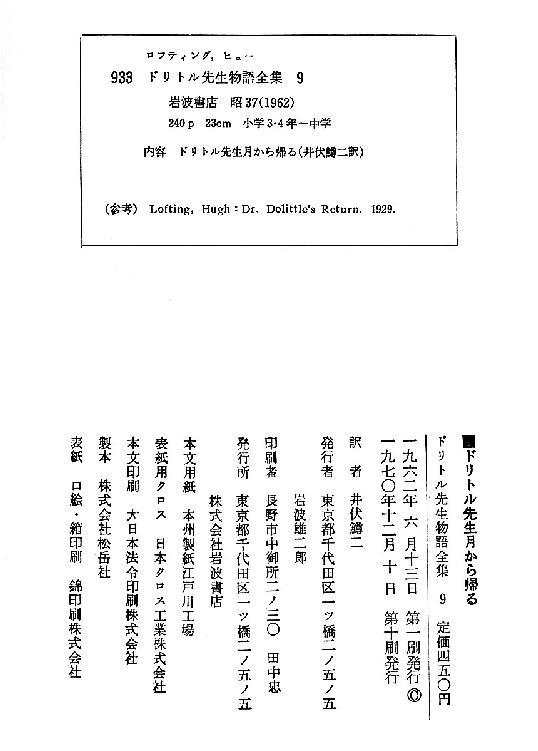 ロフティング，ヒュー
933 ドリトル先生物語全集 9
岩波書店 昭37(1962)
240p 23cm 小学3·4年ー中学
内容 ドリトル先生月から帰る(井伏鱒二訳)
(参考) Lofting, Hugh: Dr. Dolittle's Return. 1929.
■ドリトル先生月から帰る
ドリトル先生物語全集 9 定価四五〇円
一九六二年 六 月十三日 第一刷発行©
一九七〇年十二月 十 日 第十刷発行
訳者 井伏鱒二
発行者 東京都千代田区一ツ橋二ノ五ノ五
岩波雄二郎
印刷者 長野市中御所二ノ三〇 田中忠
発行所 東京都千代田区一ツ橋二ノ五ノ五
株式会社岩波書店
本文用紙 本州製紙江戸川工場
表紙用クロス 日本クロス工業株式会社
本文印刷 大日本法令印刷株式会社
製本 株式会社松岳社
表紙 口絵・箱印刷 錦印刷株式会社